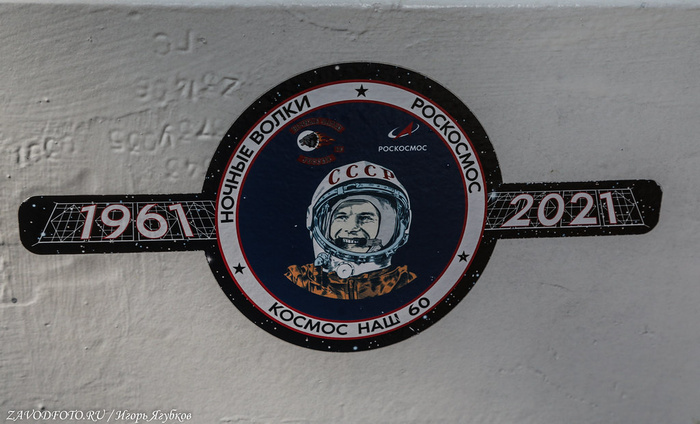 НОЧНЫЕ ВОЛКИ ★ РОСКОСМОС
РОСКОСМОС
СССР
1961
2021
КОСМОС НАШ 60
ZAVODFOTO.RU / Игорь Ягубков